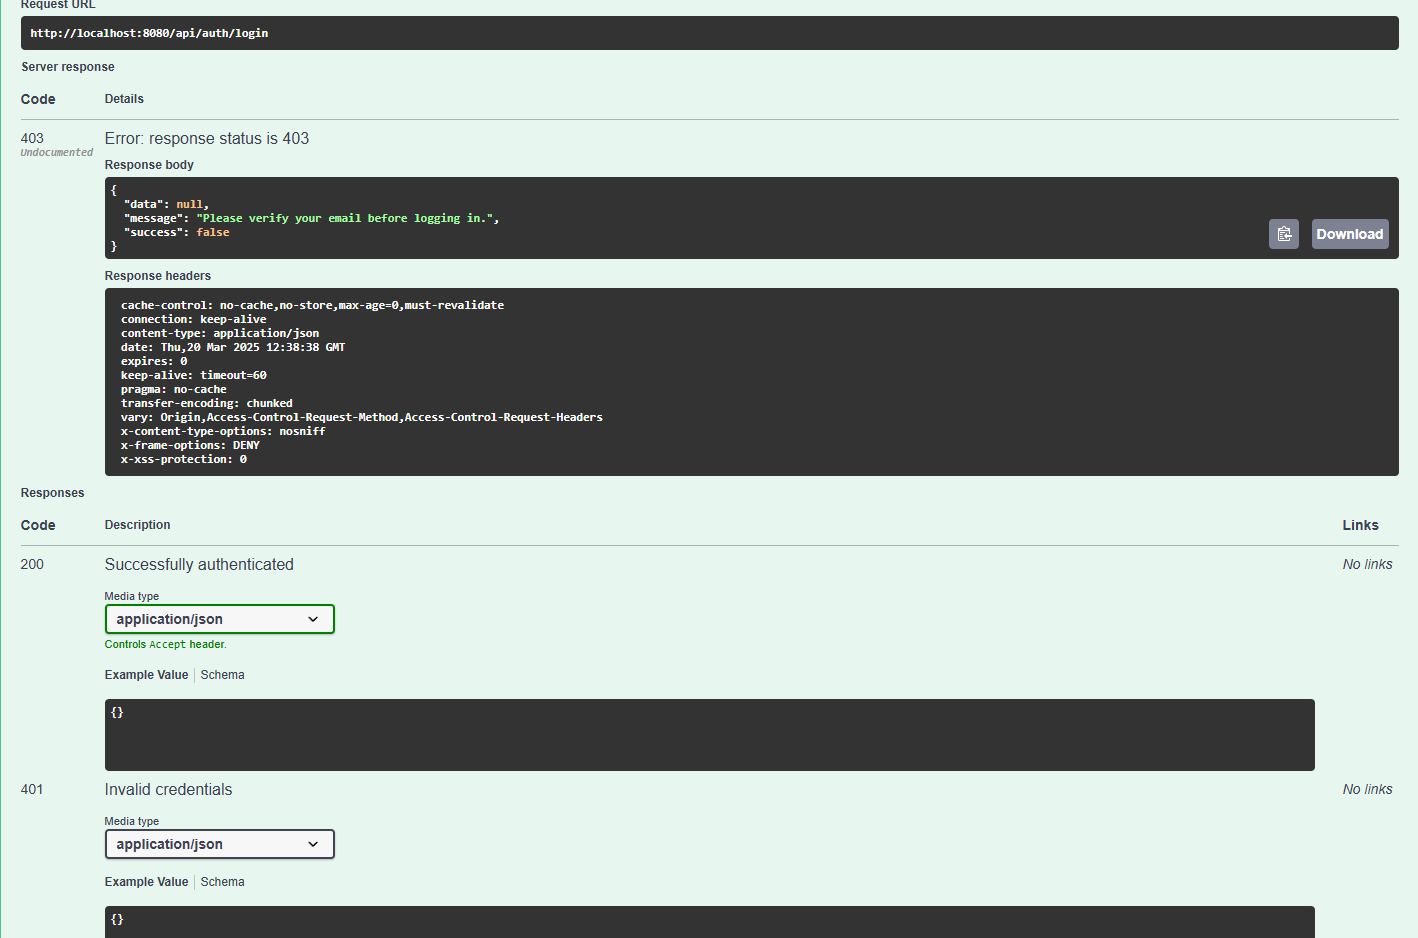 Request URL
http://localhost:8080/api/auth/login
Server response
Code Details
403 Error: response status is 403
Undocumented
Response body
{
"data": null,
"message": "Please verify your email before logging in.",
"success": false
}
Download
Response headers
cache-control: no-cache,no-store,max-age=0,must-revalidate
connection: keep-alive
content-type: application/json
date: Thu,20 Mar 2025 12:38:38 GMT
expires: 0
keep-alive: timeout=60
pragma: no-cache
transfer-encoding: chunked
vary: Origin,Access-Control-Request-Method,Access-Control-Request-Headers
x-content-type-options: nosniff
x-frame-options: DENY
x-xss-protection: 0
Responses
Code Description Links
200 Successfully authenticated No links
Media type
application/json
Controls Accept header.
Example Value Schema
{}
401 Invalid credentials No links
Media type
application/json
Example Value Schema
{}